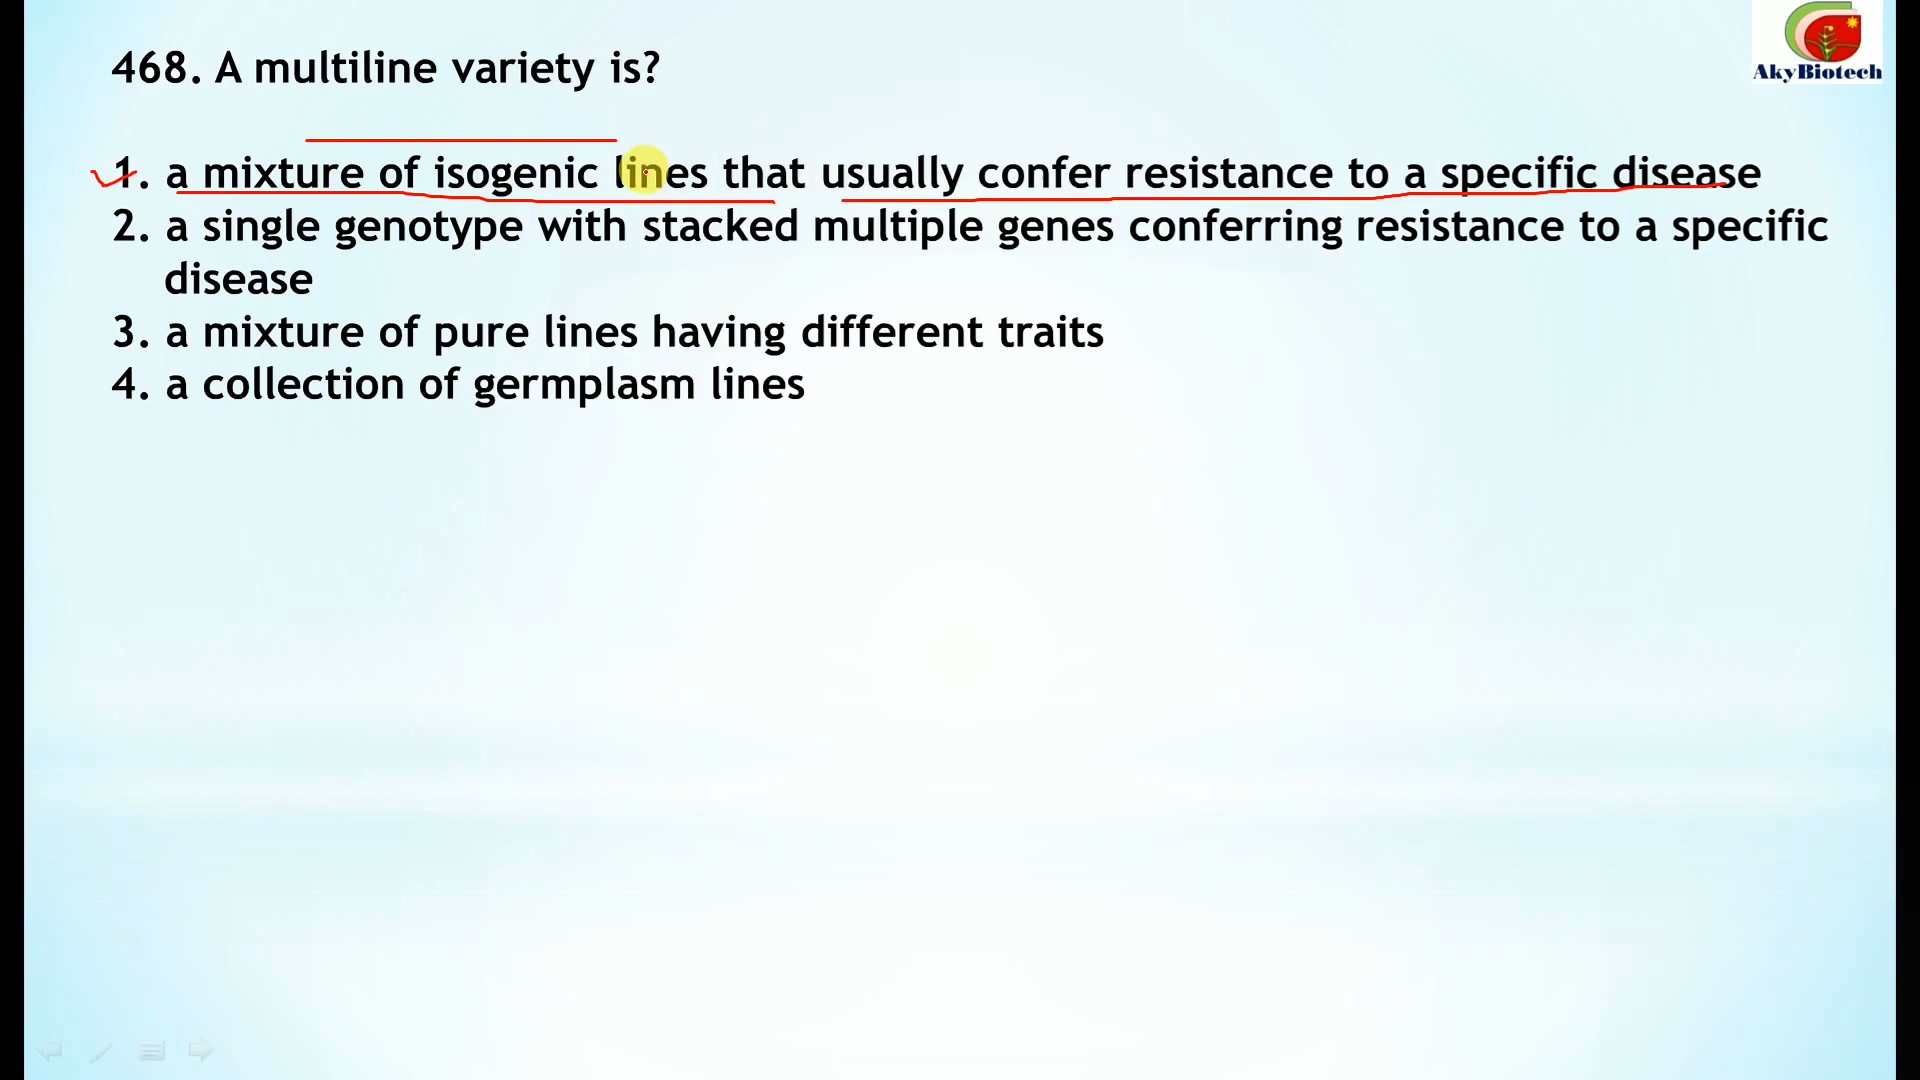 AkyBiotech
468. A multiline variety is?
1. a mixture of isogenic lines that usually confer resistance to a specific disease
2. a single genotype with stacked multiple genes conferring resistance to a specific
disease
3. a mixture of pure lines having different traits
4. a collection of germplasm lines